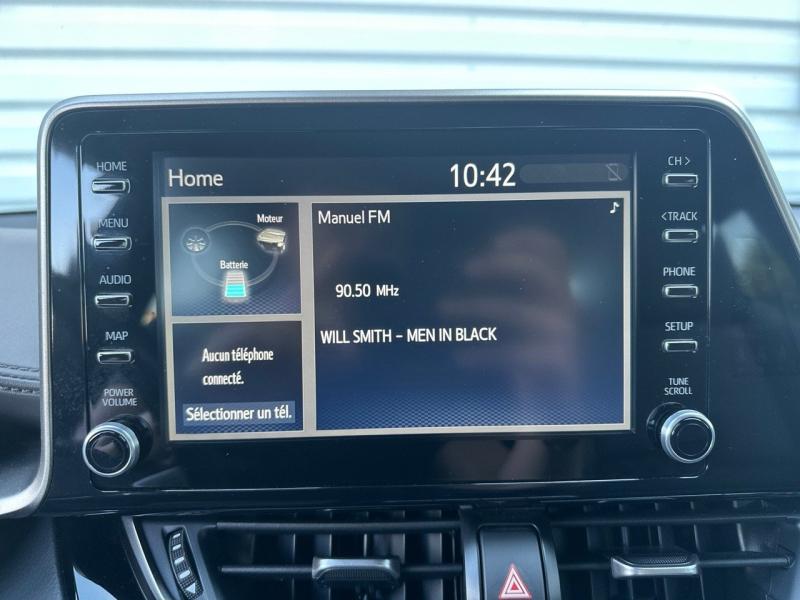 HOME
MENU
AUDIO
MAP
POWER
VOLUME
Home
10:42
Moteur
Batterie
Aucun téléphone
connecté.
Sélectionner un tél.
Manuel FM
90.50 MHz
WILL SMITH - MEN IN BLACK
CH >
< TRACK
PHONE
SETUP
TUNE
SCROLL